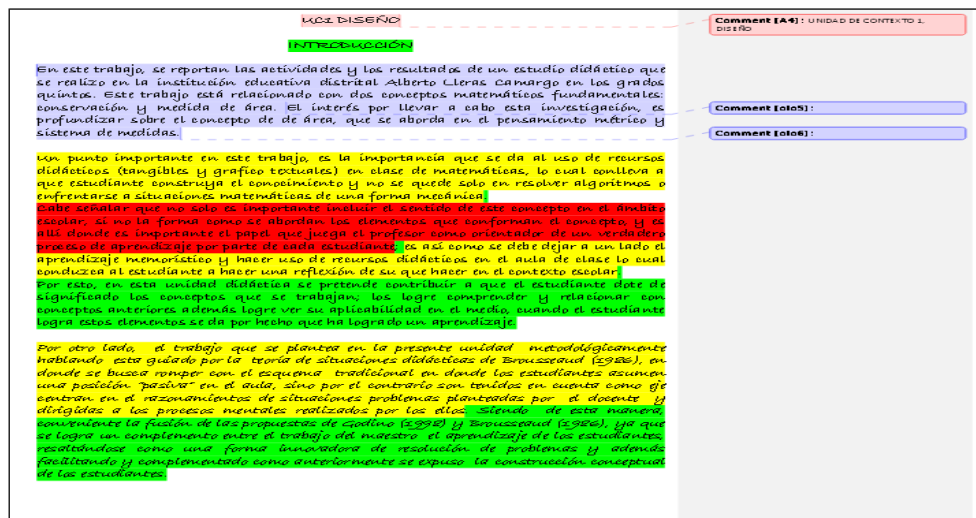 UC1 DISEÑO
INTRODUCCIÓN
En este trabajo, se reportan las actividades y los resultados de un estudio didáctico que
se realizo en la institución educativa distrital Alberto Lleras Camargo en los grados
quintos. Este trabajo está relacionado con dos conceptos matemáticos fundamentales:
conservación y medida de área. El interés por llevar a cabo esta investigación, es
profundizar sobre el concepto de de área, que se aborda en el pensamiento métrico y
sistema de medidas.
Un punto importante en este trabajo, es la importancia que se da al uso de recursos
didácticos (tangibles y grafico textuales) en clase de matemáticas, lo cual conlleva a
que estudiante construya el conocimiento y no se quede solo en resolver algoritmos o
enfrentarse a situaciones matemáticas de una forma mecánica.
Cabe señalar que no solo es importante incluir el sentido de este concepto en el ámbito
escolar, si no la forma como se abordan los elementos que conforman el concepto, y es
allí donde es importante el papel que juega el profesor como orientador de un verdadero
proceso de aprendizaje por parte de cada estudiante; es así como se debe dejar a un lado el
aprendizaje memorístico y hacer uso de recursos didácticos en el aula de clase lo cual
conduzca al estudiante a hacer una reflexión de su que hacer en el contexto escolar.
Por esto, en esta unidad didáctica se pretende contribuir a que el estudiante dote de
significado los conceptos que se trabajan, los logre comprender y relacionar con
conceptos anteriores además logre ver su aplicabilidad en el medio, cuando el estudiante
logra estos elementos se da por hecho que ha logrado un aprendizaje.
Por otro lado, el trabajo que se plantea en la presente unidad metodológicamente
hablando esta guiado por la teoría de situaciones didácticas de Brousseaud (1986), en
donde se busca romper con el esquema tradicional en donde los estudiantes asumen
una posición "pasiva" en el aula, sino por el contrario son tenidos en cuenta como eje
centran en el razonamientos de situaciones problemas planteadas por el docente y
dirigidas a los procesos mentales realizados por los ellos. Siendo de esta manera,
conveniente la fusión de las propuestas de Godino (1998) y Brousseaud (1986), ya que
se logra un complemento entre el trabajo del maestro el aprendizaje de los estudiantes,
resaltándose como una forma innovadora de resolución de problemas y además
facilitando y complementado como anteriormente se expuso la construcción conceptual
de los estudiantes.
Comment [A4]: UNIDAD DE CONTEXTO 1,
DISEÑO
Comment [olo5]:
Comment [olo6]: